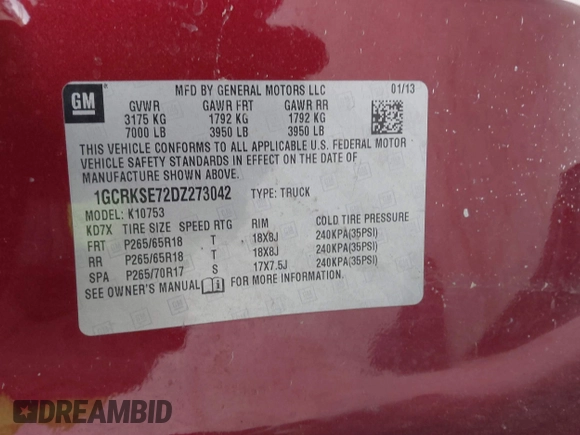 GM
MFD BY GENERAL MOTORS LLC 01/13
GVWR GAWR FRT GAWR RR
3175 KG 1792 KG 1792 KG
7000 LB 3950 LB 3950 LB
THIS VEHICLE CONFORMS TO ALL APPLICABLE U.S. FEDERAL MOTOR
VEHICLE SAFETY STANDARDS IN EFFECT ON THE DATE OF
MANUFACTURE SHOWN ABOVE.
1GCRKSE72DZ273042 TYPE: TRUCK
MODEL: K10753
KD7X TIRE SIZE SPEED RTG RIM COLD TIRE PRESSURE
FRT P265/65R18 T 18X8J 240KPA(35PSI)
RR P265/65R18 T 18X8J 240KPA(35PSI)
SPA P265/70R17 S 17X7.5J 240KPA(35PSI)
SEE OWNER'S MANUAL FOR MORE INFORMATION.
DREAMBID